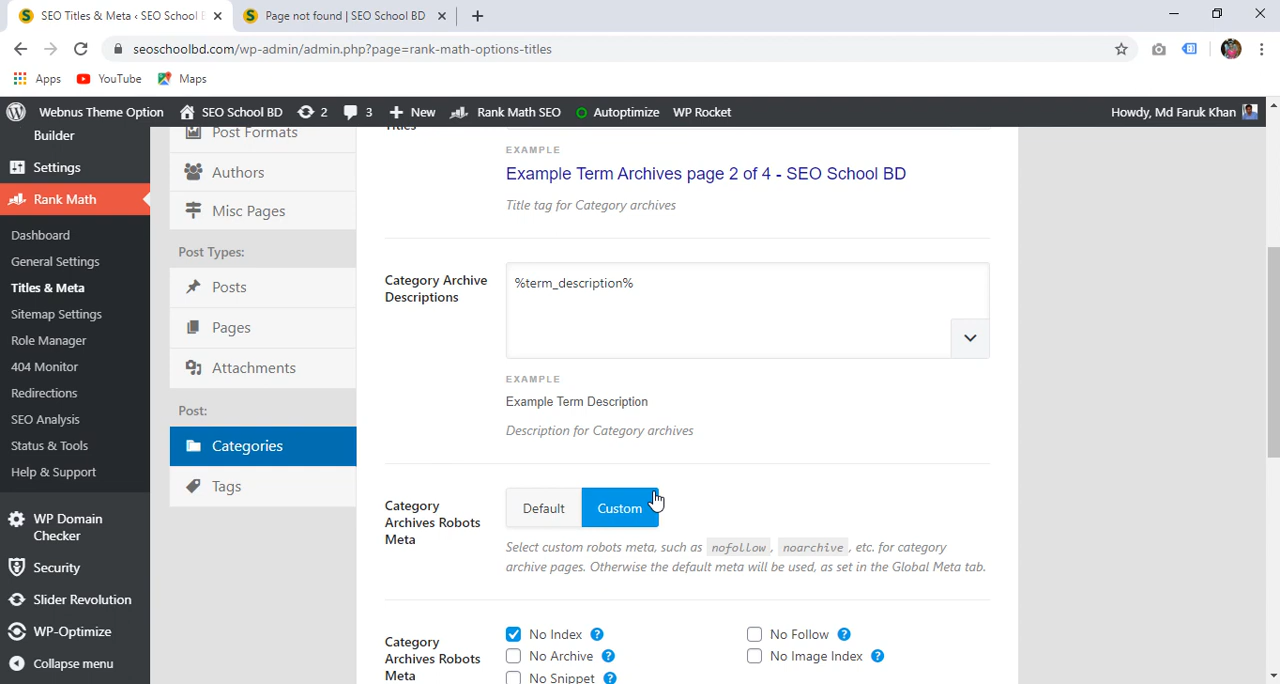 SEO Titles & Meta ‹ SEO School B
Page not found | SEO School BD
seoschoolbd.com/wp-admin/admin.php?page=rank-math-options-titles
Apps
YouTube
Maps
Webnus Theme Option
SEO School BD
2
3
New
Rank Math SEO
Autoptimize
WP Rocket
Howdy, Md Faruk Khan
Builder
Settings
Rank Math
Dashboard
General Settings
Titles & Meta
Sitemap Settings
Role Manager
404 Monitor
Redirections
SEO Analysis
Status & Tools
Help & Support
WP Domain
Checker
Security
Slider Revolution
WP-Optimize
Collapse menu
Post Formats
Authors
Misc Pages
Post Types:
Posts
Pages
Attachments
Post:
Categories
Tags
Titles
EXAMPLE
Example Term Archives page 2 of 4 - SEO School BD
Title tag for Category archives
Category Archive
Descriptions
%term_description%
EXAMPLE
Example Term Description
Description for Category archives
Category
Archives Robots
Meta
Default
Custom
Select custom robots meta, such as nofollow, noarchive, etc. for category
archive pages. Otherwise the default meta will be used, as set in the Global Meta tab.
Category
Archives Robots
Meta
No Index
No Follow
No Archive
No Image Index
No Snippet